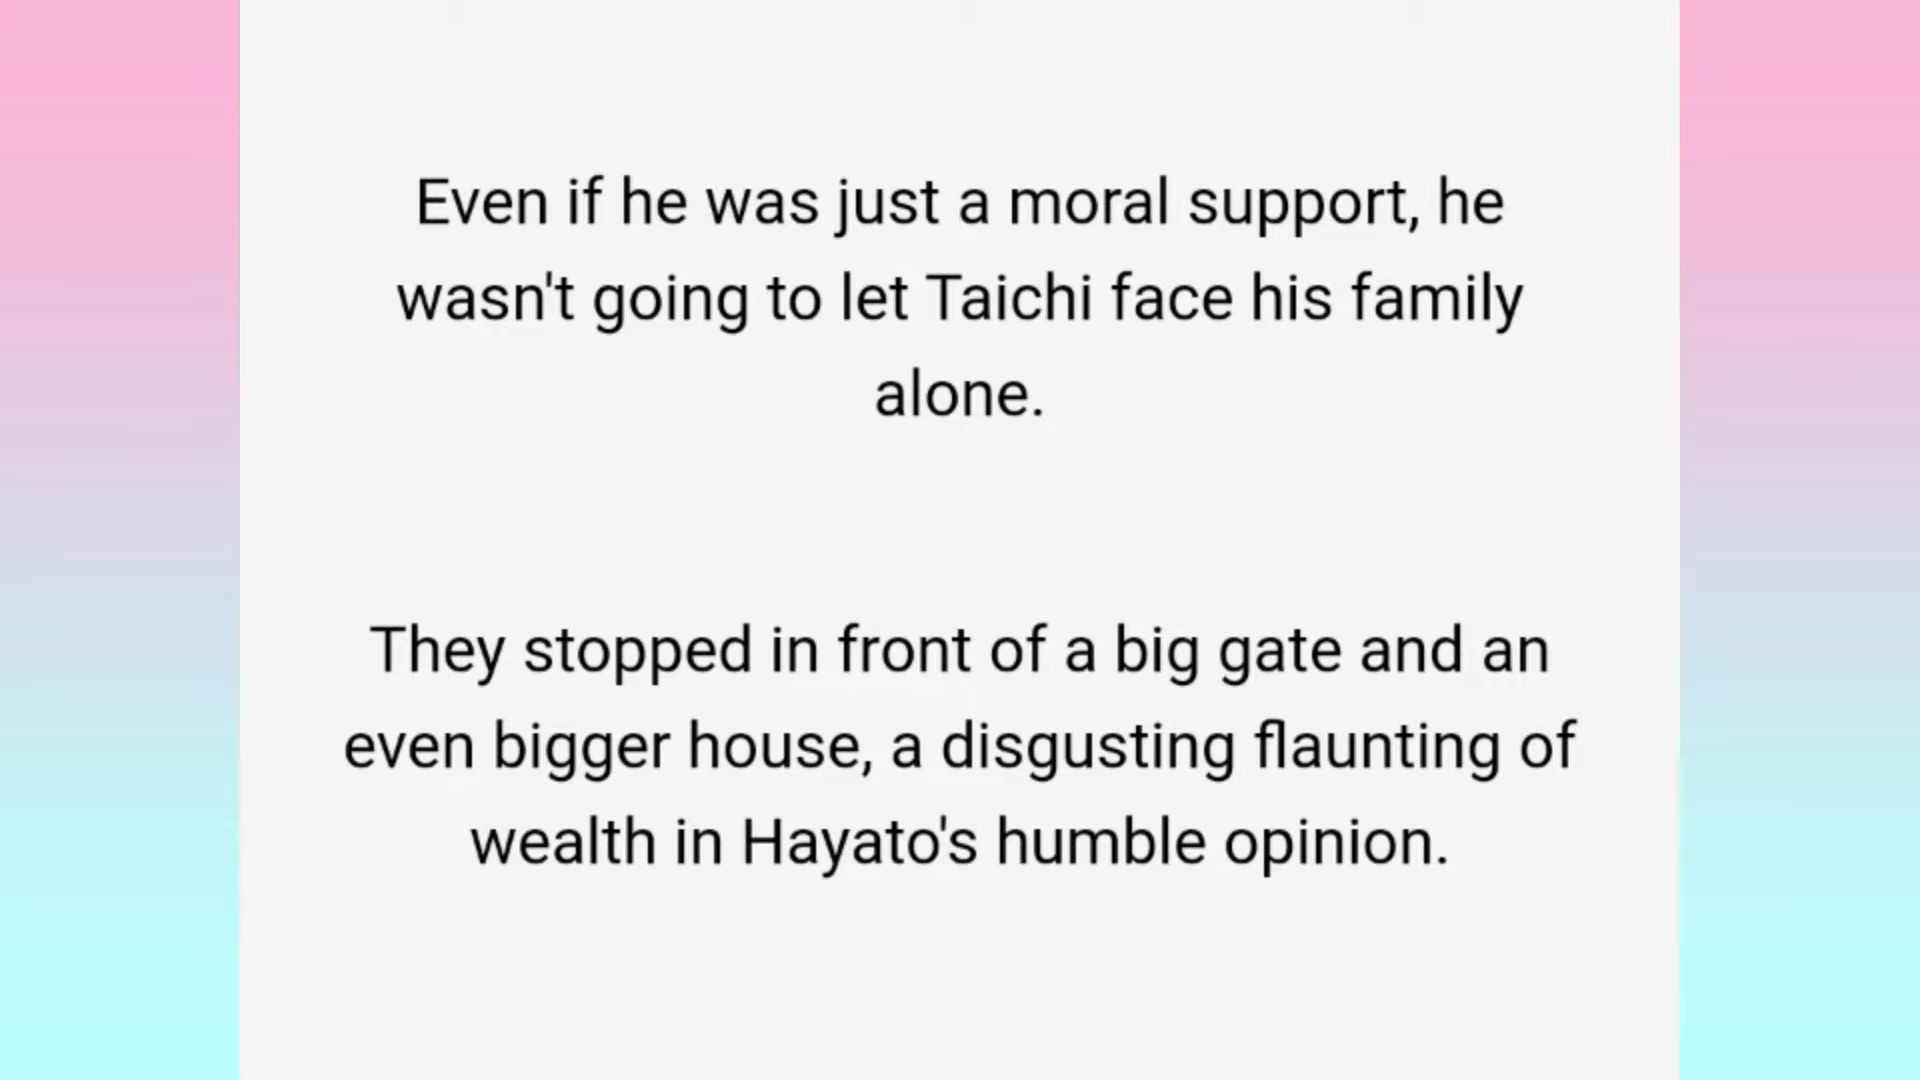 Even if he was just a moral support, he
wasn't going to let Taichi face his family
alone.
They stopped in front of a big gate and an
even bigger house, a disgusting flaunting of
wealth in Hayato's humble opinion.